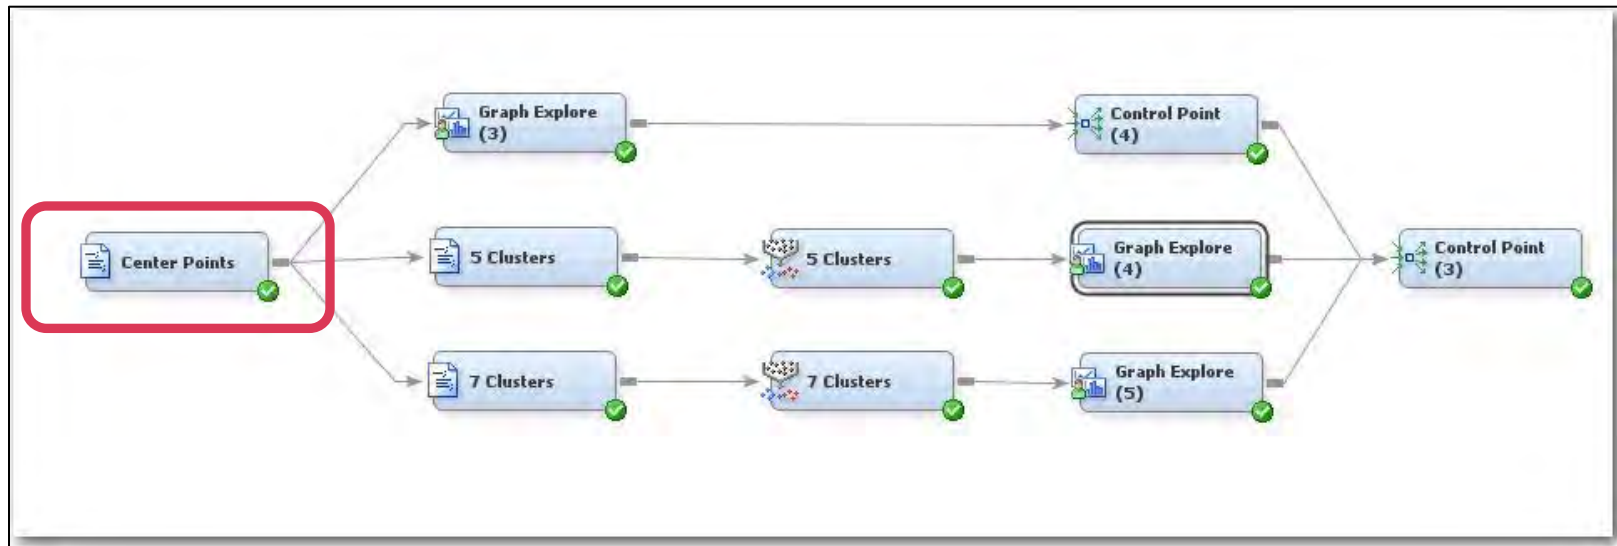 Graph Explore
(3)
Control Point
(4)
Center Points
5 Clusters
5 Clusters
Graph Explore
(4)
Control Point
(3)
7 Clusters
7 Clusters
Graph Explore
(5)